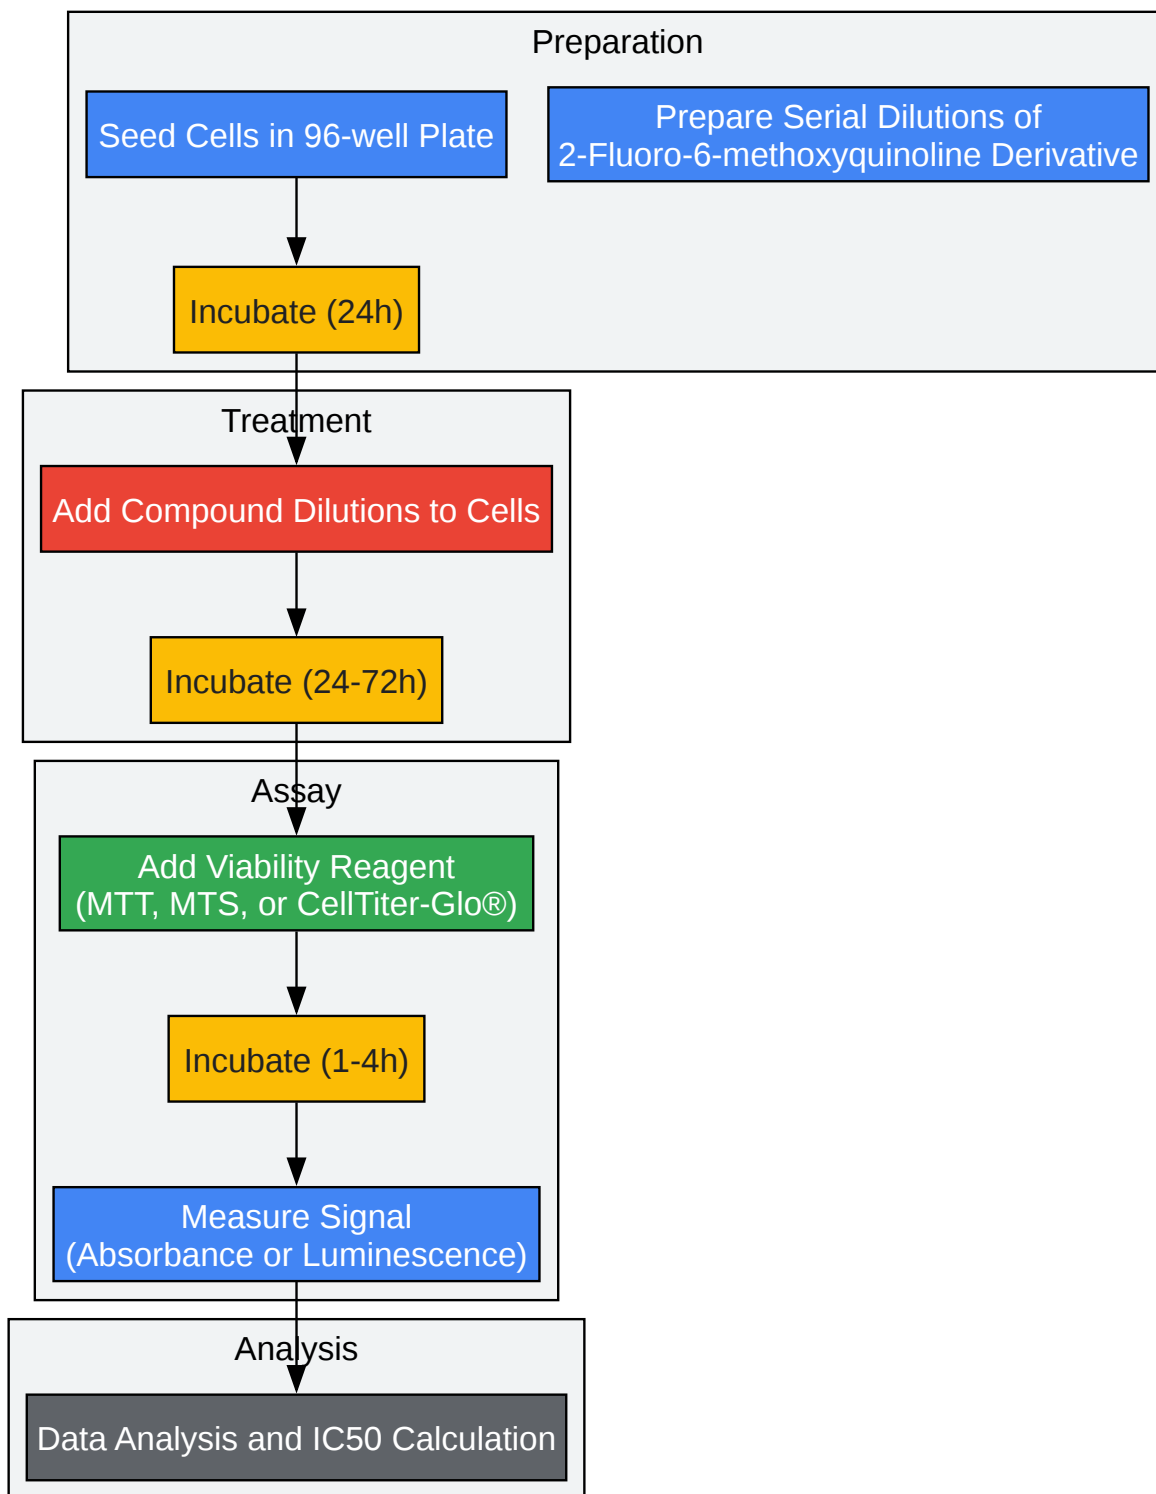 Preparation
Seed Cells in 96-well Plate
Prepare Serial Dilutions of
2-Fluoro-6-methoxyquinoline Derivative
Incubate (24h)
Treatment
Add Compound Dilutions to Cells
Incubate (24-72h)
Assay
Add Viability Reagent
(MTT, MTS, or CellTiter-Glo®)
Incubate (1-4h)
Measure Signal
(Absorbance or Luminescence)
Analysis
Data Analysis and IC50 Calculation